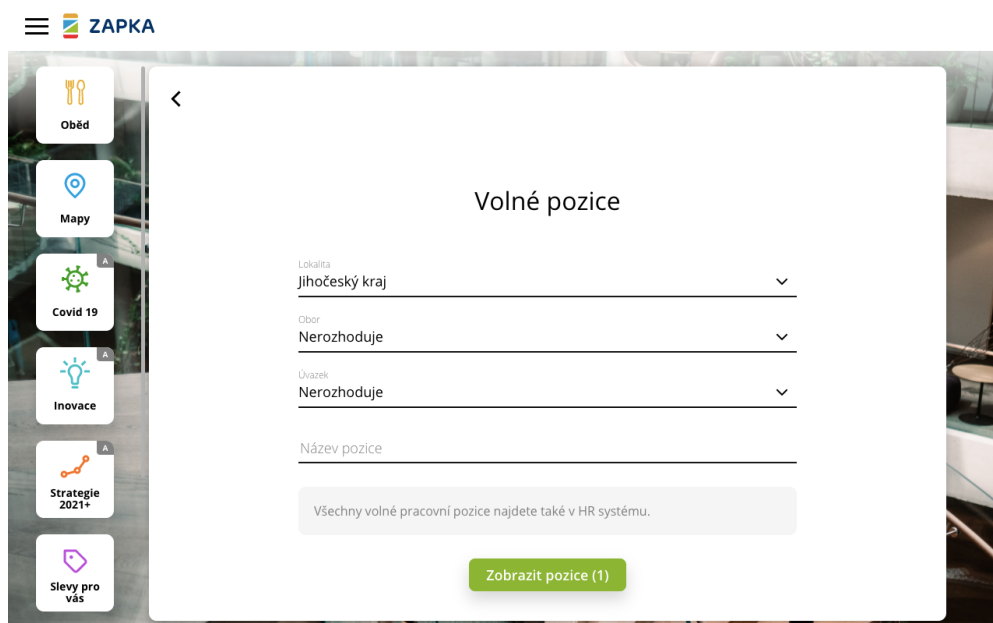 ZAPKA
Oběd
Mapy
A
Covid 19
A
Inovace
A
Strategie
2021+
Slevy pro
vás
Volné pozice
Lokalita
Jihočeský kraj
Obor
Nerozhoduje
Úvazek
Nerozhoduje
Název pozice
Všechny volné pracovní pozice najdete také v HR systému.
Zobrazit pozice (1)